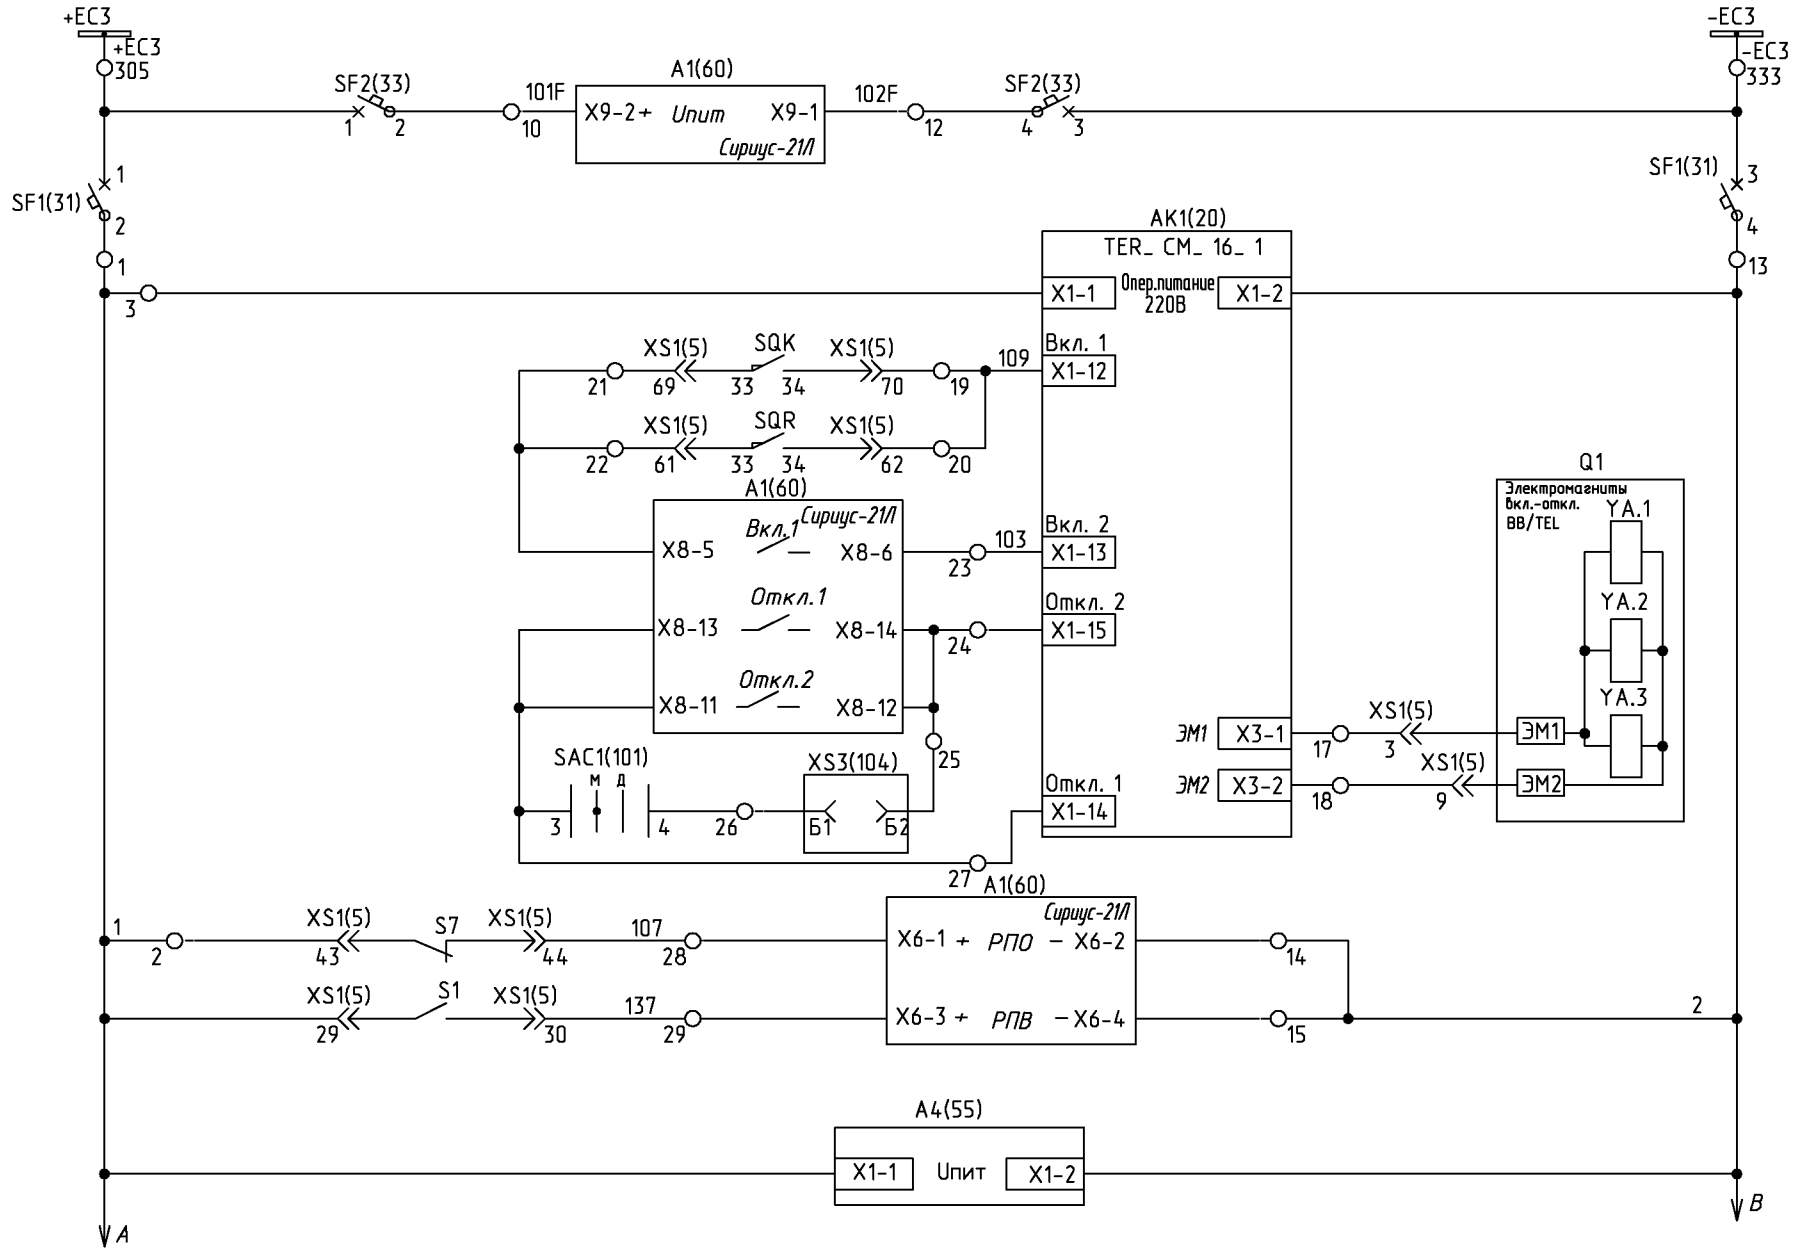 +EC3
-EC3
+EC3
-EC3
305
333
SF2(33)
A1(60)
SF2(33)
101F
102F
X9-2+ Uпит X9-1
Сириус-21Л
1 2
10
12
4 3
1
SF1(31)
2
1
SF1(31)
3
4
13
AK1(20)
TER_ CM_ 16_ 1
3
X1-1
Опер.питание
220В
X1-2
XS1(5)
SQK
XS1(5)
109
Вкл. 1
X1-12
21
69
33
34
70
19
XS1(5)
SQR
XS1(5)
22
61
33
34
62
20
A1(60)
Сириус-21Л
Вкл.1
X8-5
X8-6
103
23
Вкл. 2
X1-13
Откл.1
X8-13
X8-14
24
Откл. 2
X1-15
Откл.2
X8-11
X8-12
25
Q1
Электромагниты
вкл.-откл.
BB/TEL
YA.1
YA.2
YA.3
ЭМ1
X3-1
17
XS1(5)
3
ЭМ1
ЭМ2
X3-2
18
XS1(5)
9
ЭМ2
SAC1(101)
М Д
3
4
26
XS3(104)
Б1
Б2
Откл. 1
X1-14
27
A1(60)
Сириус-21Л
1
2
XS1(5)
43
S7
XS1(5)
44
107
28
X6-1 + РПО - X6-2
14
XS1(5)
29
S1
XS1(5)
30
137
29
X6-3 + РПВ -X6-4
15
2
A4(55)
X1-1
Uпит
X1-2
A
B